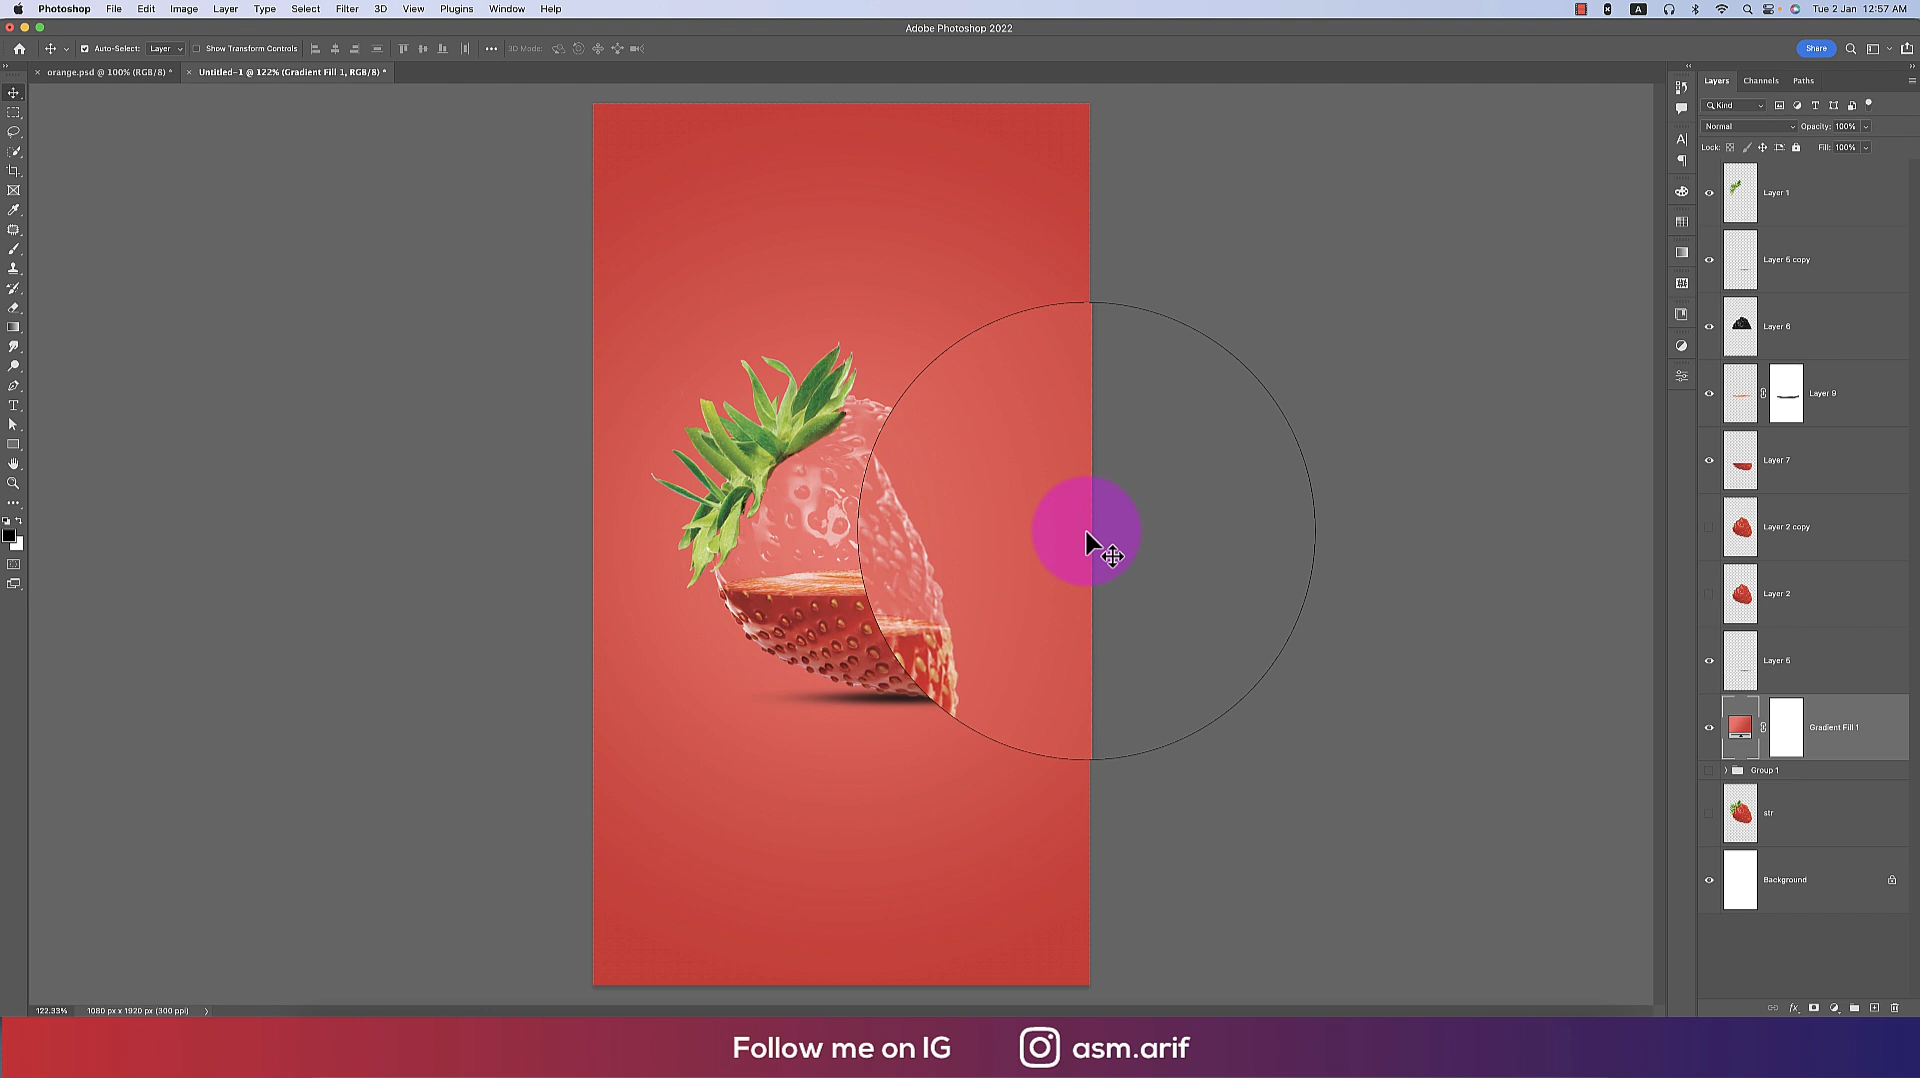 Photoshop File Edit Image Layer Type Select Filter 3D View Plugins Window Help
A
Tue 2 Jan 12:57 AM
Adobe Photoshop 2022
Auto-Select: Layer Show Transform Controls 3D Mode: Share
orange.psd @ 100% (RGB/8) * Untitled-1 @ 122% (Gradient Fill 1, RGB/8) *
Layers Channels Paths
Kind
Normal Opacity: 100%
Lock: Fill: 100%
Layer 1
Layer 5 copy
Layer 6
Layer 9
Layer 7
Layer 2 copy
Layer 2
Layer 5
Gradient Fill 1
Group 1
str
Background
122.33% 1080 px x 1920 px (300 ppi)
Follow me on IG asm.arif